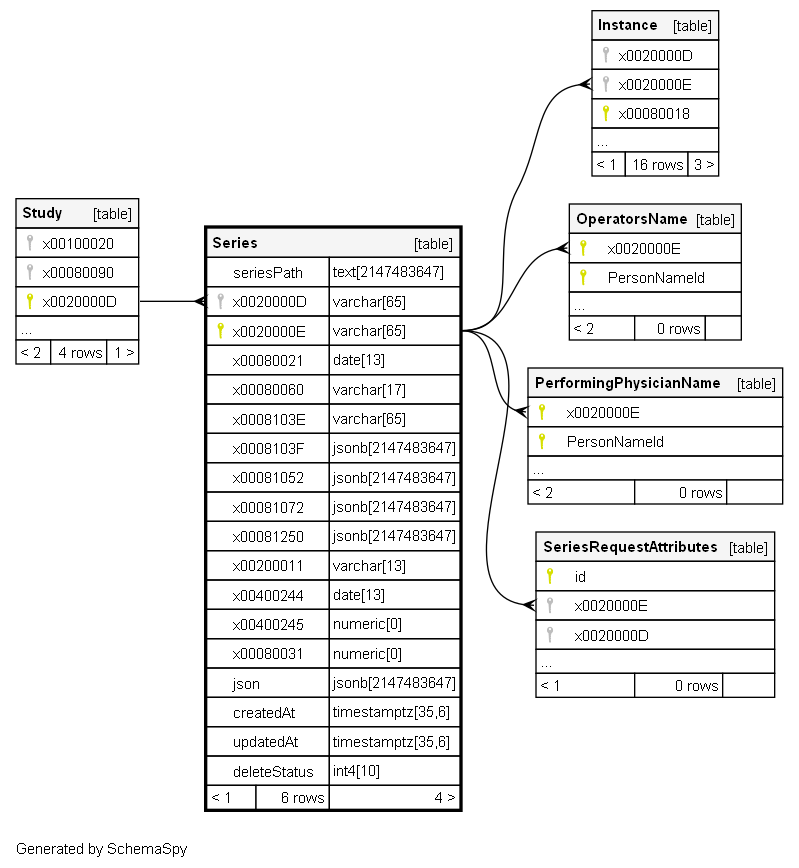 Instance [table]
x0020000D
x0020000E
x00080018
...
< 1 16 rows 3 >
Study [table]
x00100020
x00080090
x0020000D
...
< 2 4 rows 1 >
Series [table]
seriesPath text[2147483647]
x0020000D varchar[65]
x0020000E varchar[65]
x00080021 date[13]
x00080060 varchar[17]
x0008103E varchar[65]
x0008103F jsonb[2147483647]
x00081052 jsonb[2147483647]
x00081072 jsonb[2147483647]
x00081250 jsonb[2147483647]
x00200011 varchar[13]
x00400244 date[13]
x00400245 numeric[0]
x00080031 numeric[0]
json jsonb[2147483647]
createdAt timestamptz[35,6]
updatedAt timestamptz[35,6]
deleteStatus int4[10]
< 1 6 rows 4 >
OperatorsName [table]
x0020000E
PersonNameId
...
< 2 0 rows
PerformingPhysicianName [table]
x0020000E
PersonNameId
...
< 2 0 rows
SeriesRequestAttributes [table]
id
x0020000E
x0020000D
...
< 1 0 rows
Generated by SchemaSpy